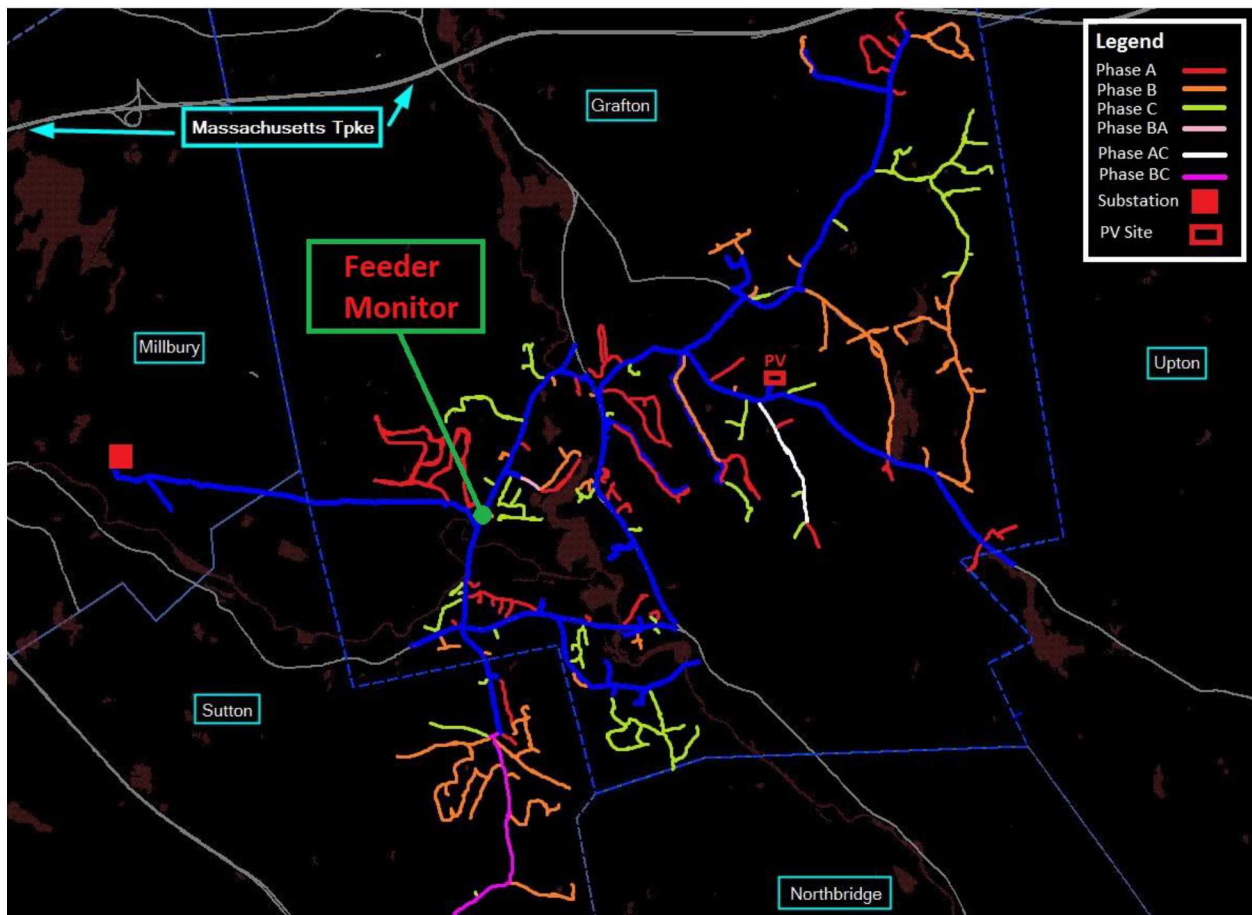 Legend
Phase A
Phase B
Phase C
Phase BA
Phase AC
Phase BC
Substation
PV Site
Grafton
Massachusetts Tpke
Feeder
Monitor
Millbury
Upton
PV
Sutton
Northbridge